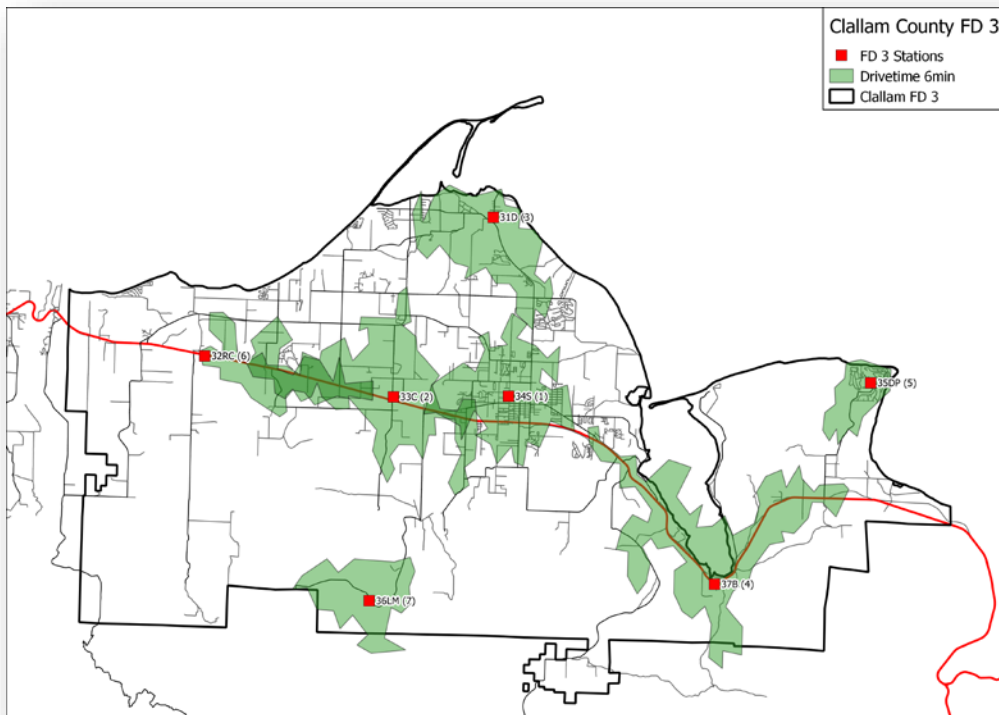 Clallam County FD 3
FD 3 Stations
Drivetime 6min
Clallam FD 3
31D (3)
32RC (6)
35DP (5)
33C (2)
34S (1)
37B (4)
36LM (7)